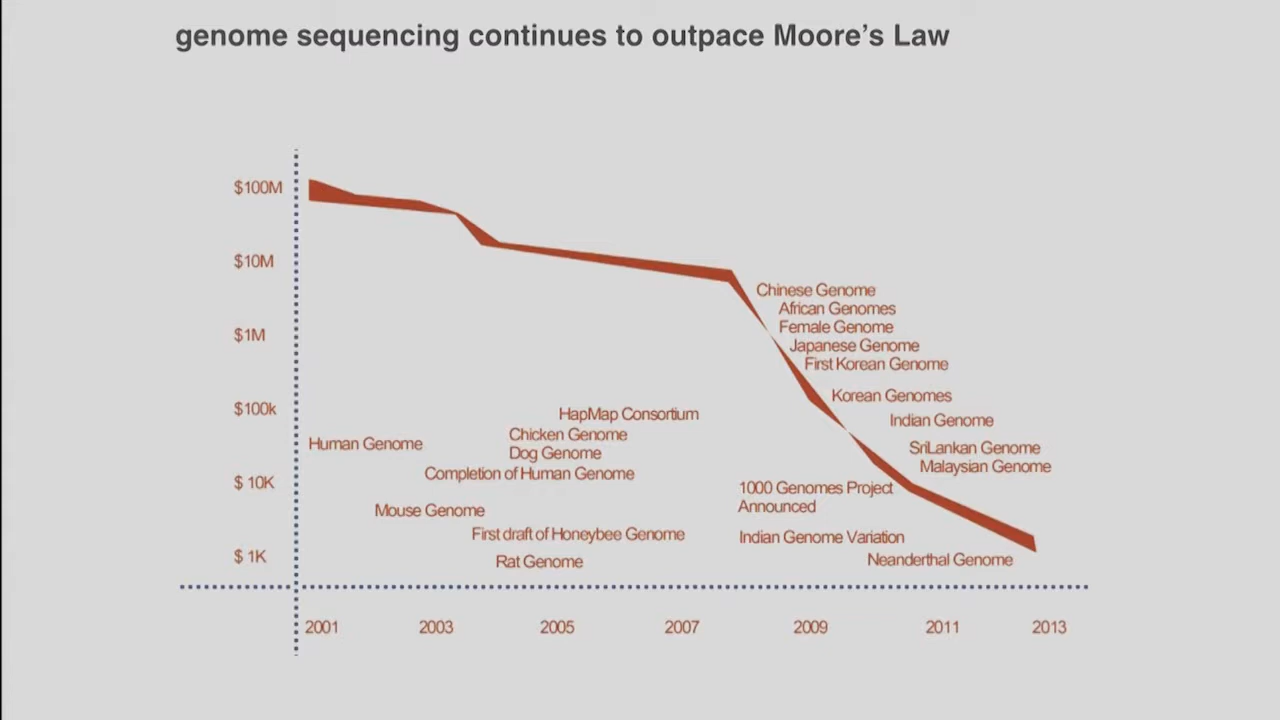 genome sequencing continues to outpace Moore's Law
$100M
$10M
$1M
$100k
$ 10K
$ 1K
Chinese Genome
African Genomes
Female Genome
Japanese Genome
First Korean Genome
Korean Genomes
Indian Genome
SriLankan Genome
Malaysian Genome
HapMap Consortium
Chicken Genome
Dog Genome
Human Genome
Completion of Human Genome
Mouse Genome
First draft of Honeybee Genome
Rat Genome
1000 Genomes Project
Announced
Indian Genome Variation
Neanderthal Genome
2001 2003 2005 2007 2009 2011 2013